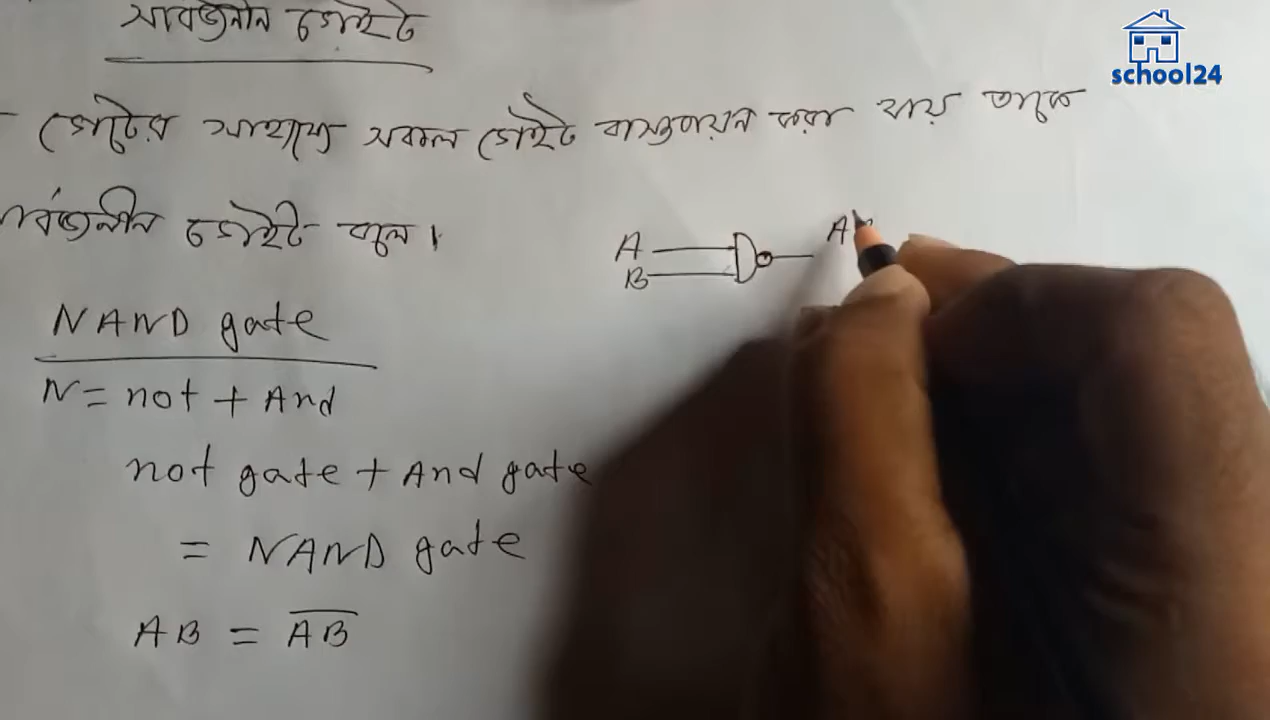 সার্বজনীন গেইট
school24
গেটের সাহায্যে সকল গেইট বাস্তবায়ন করা যায় তাকে
র্বজনীন গেইট বলে।
A
B
A
NAND gate
N = not + And
not gate + And gate
= NAND gate
AB = A̅B̅